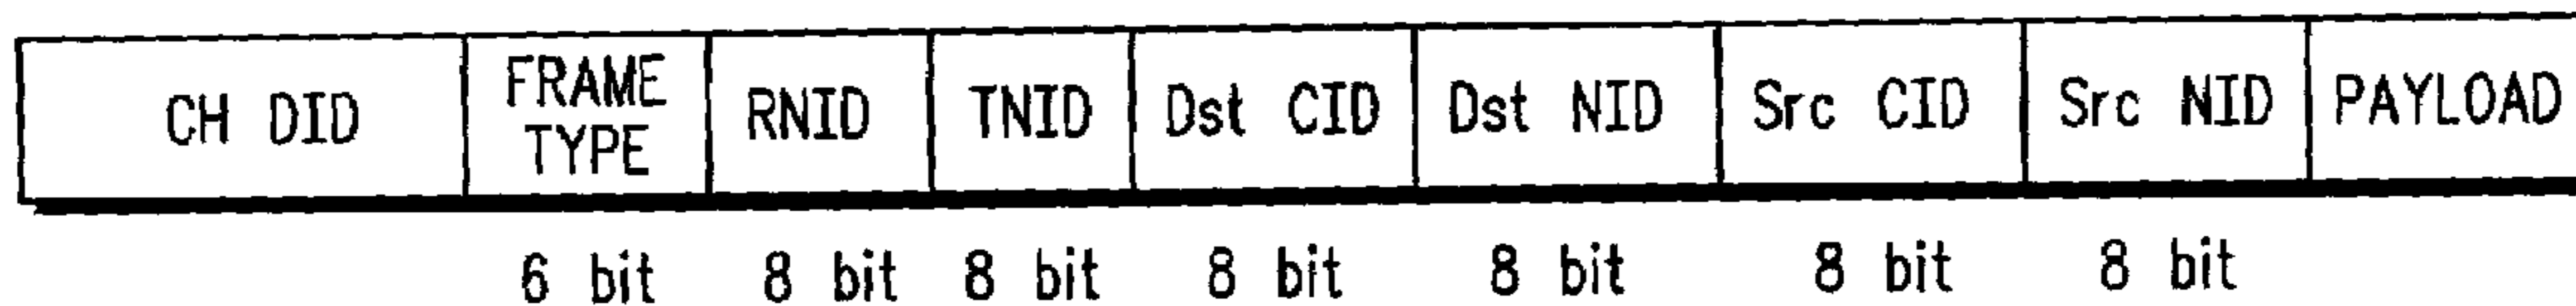 CH DID FRAME TYPE RNID TNID Dst CID Dst NID Src CID Src NID PAYLOAD
6 bit 8 bit 8 bit 8 bit 8 bit 8 bit 8 bit